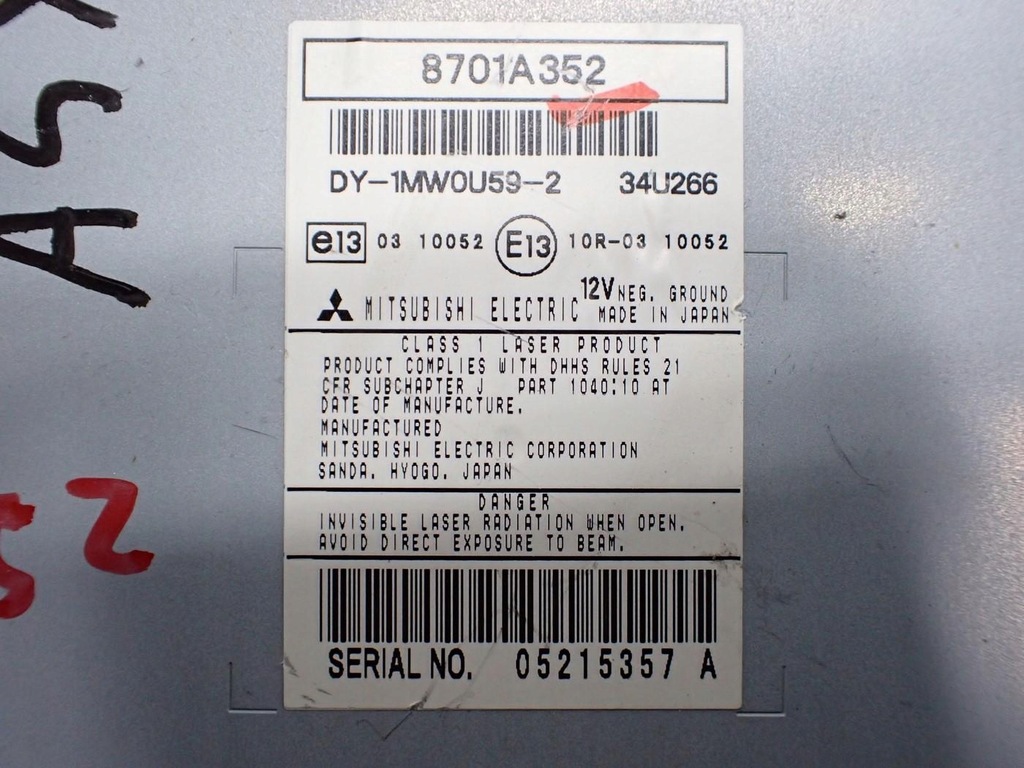 8701A352
DY-1MW0U59-2 34U266
e13 03 10052 E13 10R-03 10052
12V NEG. GROUND
MITSUBISHI ELECTRIC MADE IN JAPAN
CLASS 1 LASER PRODUCT
PRODUCT COMPLIES WITH DHHS RULES 21
CFR SUBCHAPTER J PART 1040:10 AT
DATE OF MANUFACTURE.
MANUFACTURED
MITSUBISHI ELECTRIC CORPORATION
SANDA. HYOGO. JAPAN
DANGER
INVISIBLE LASER RADIATION WHEN OPEN.
AVOID DIRECT EXPOSURE TO BEAM.
SERIAL NO. 05215357 A